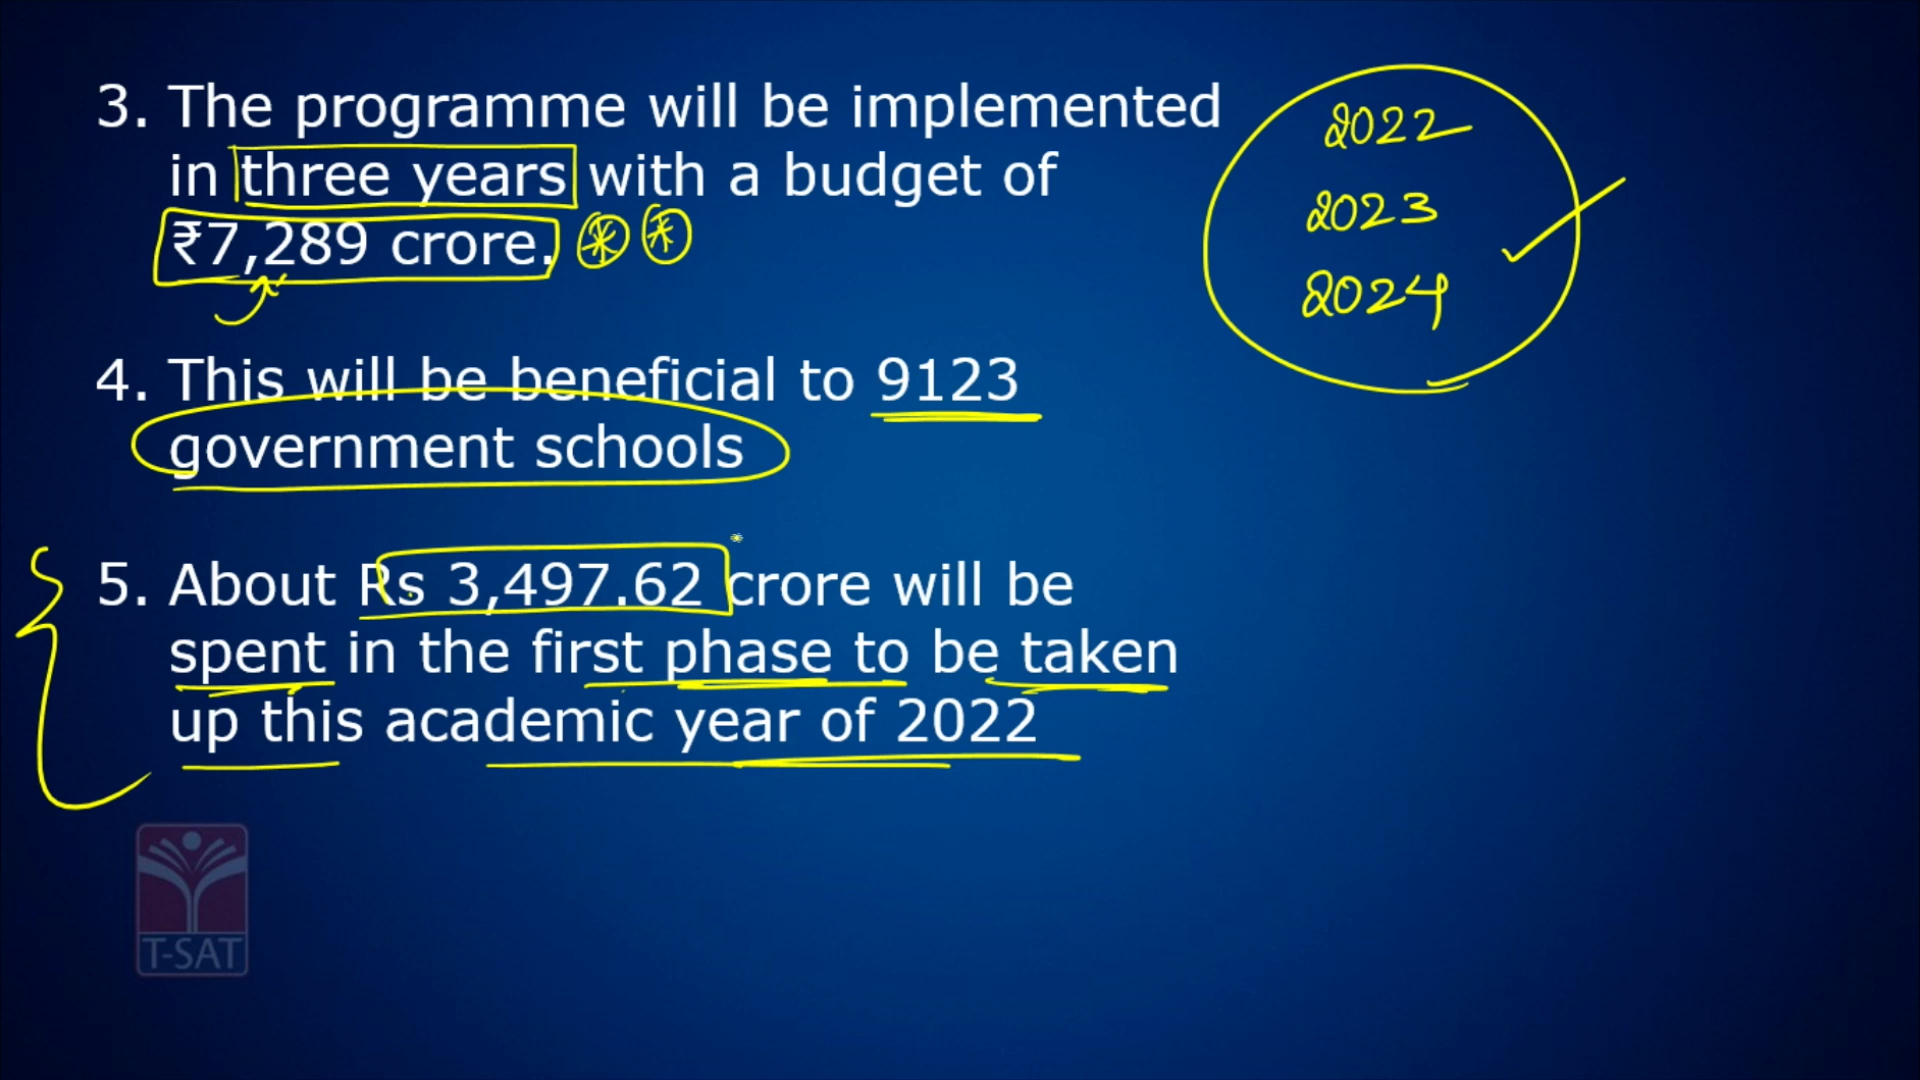 3. The programme will be implemented
in three years with a budget of
₹7,289 crore.
2022
2023
2024
4. This will be beneficial to 9123
government schools
5. About Rs 3,497.62 crore will be
spent in the first phase to be taken
up this academic year of 2022
T-SAT